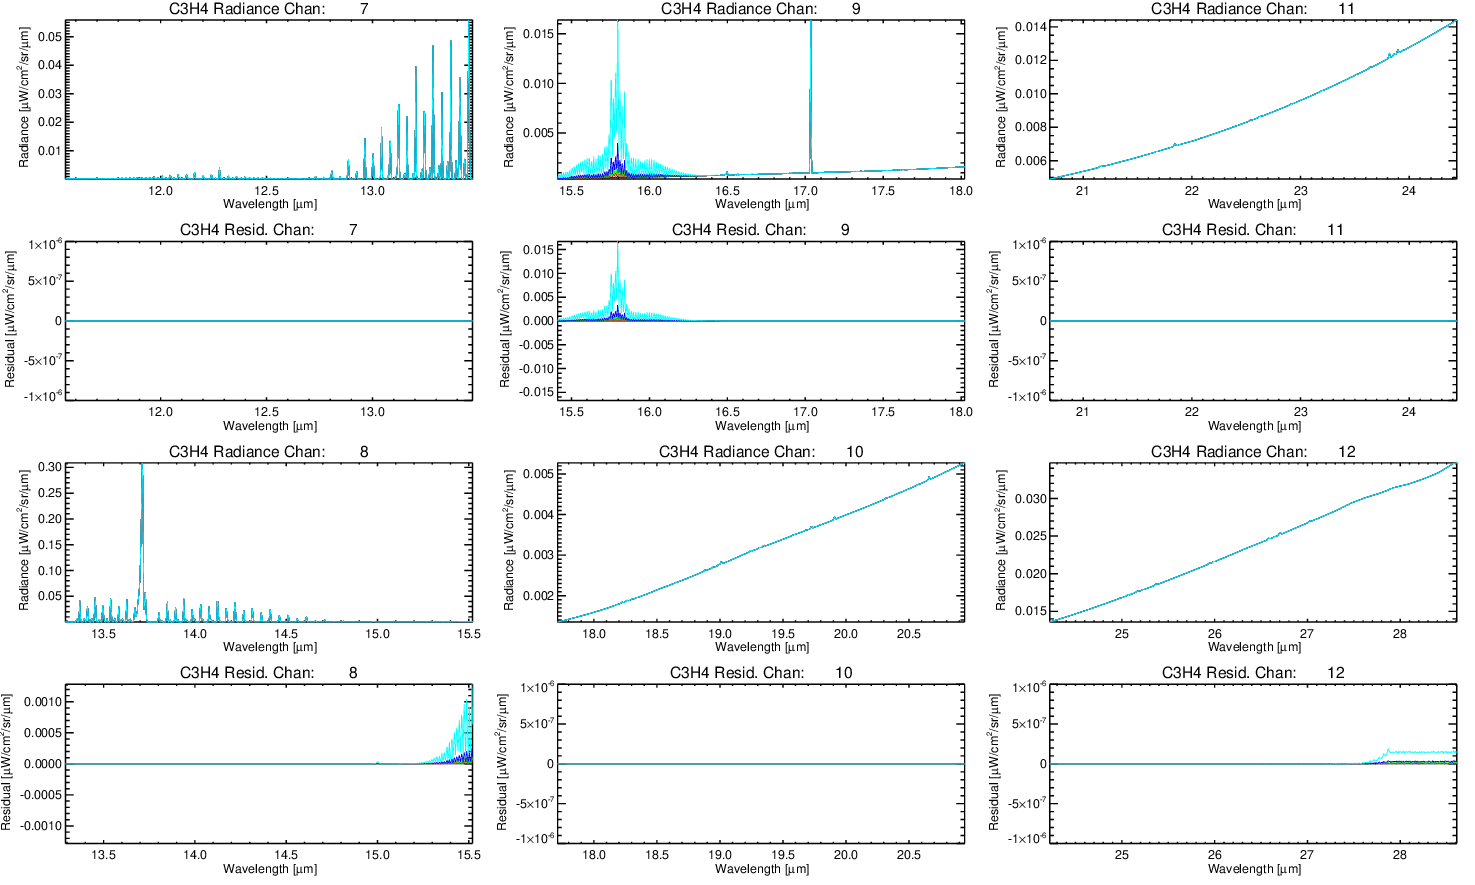 C3H4 Radiance Chan: 7
Radiance [µW/cm²/sr/µm]
0.05
0.04
0.03
0.02
0.01
12.0 12.5 13.0
Wavelength [µm]
C3H4 Radiance Chan: 9
Radiance [µW/cm²/sr/µm]
0.015
0.010
0.005
15.5 16.0 16.5 17.0 17.5 18.0
Wavelength [µm]
C3H4 Radiance Chan: 11
Radiance [µW/cm²/sr/µm]
0.014
0.012
0.010
0.008
0.006
21 22 23 24
Wavelength [µm]
C3H4 Resid. Chan: 7
Residual [µW/cm²/sr/µm]
1×10⁻⁶
5×10⁻⁷
0
-5×10⁻⁷
-1×10⁻⁶
12.0 12.5 13.0
Wavelength [µm]
C3H4 Resid. Chan: 9
Residual [µW/cm²/sr/µm]
0.015
0.010
0.005
0.000
-0.005
-0.010
-0.015
15.5 16.0 16.5 17.0 17.5 18.0
Wavelength [µm]
C3H4 Resid. Chan: 11
Residual [µW/cm²/sr/µm]
1×10⁻⁶
5×10⁻⁷
0
-5×10⁻⁷
-1×10⁻⁶
21 22 23 24
Wavelength [µm]
C3H4 Radiance Chan: 8
Radiance [µW/cm²/sr/µm]
0.30
0.25
0.20
0.15
0.10
0.05
13.5 14.0 14.5 15.0 15.5
Wavelength [µm]
C3H4 Radiance Chan: 10
Radiance [µW/cm²/sr/µm]
0.005
0.004
0.003
0.002
18.0 18.5 19.0 19.5 20.0 20.5
Wavelength [µm]
C3H4 Radiance Chan: 12
Radiance [µW/cm²/sr/µm]
0.030
0.025
0.020
0.015
25 26 27 28
Wavelength [µm]
C3H4 Resid. Chan: 8
Residual [µW/cm²/sr/µm]
0.0010
0.0005
0.0000
-0.0005
-0.0010
13.5 14.0 14.5 15.0 15.5
Wavelength [µm]
C3H4 Resid. Chan: 10
Residual [µW/cm²/sr/µm]
1×10⁻⁶
5×10⁻⁷
0
-5×10⁻⁷
-1×10⁻⁶
18.0 18.5 19.0 19.5 20.0 20.5
Wavelength [µm]
C3H4 Resid. Chan: 12
Residual [µW/cm²/sr/µm]
1×10⁻⁶
5×10⁻⁷
0
-5×10⁻⁷
-1×10⁻⁶
25 26 27 28
Wavelength [µm]